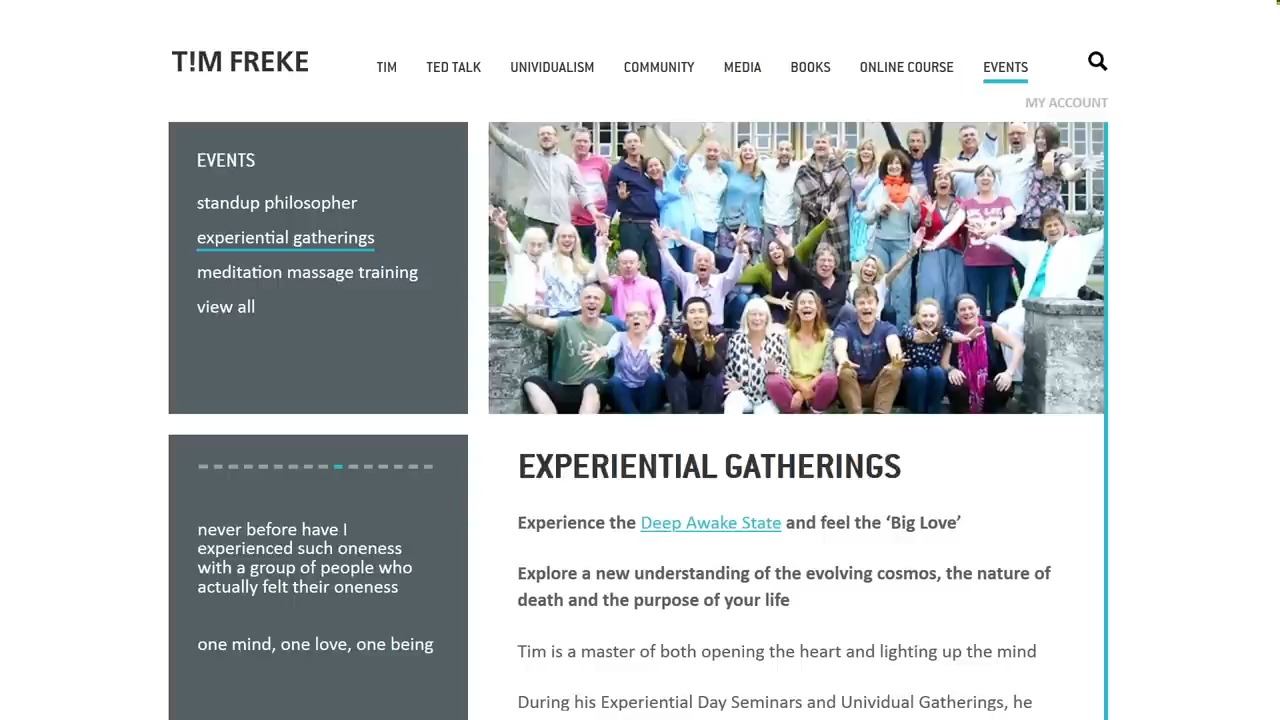 T!M FREKE
TIM
TED TALK
UNIVIDUALISM
COMMUNITY
MEDIA
BOOKS
ONLINE COURSE
EVENTS
MY ACCOUNT
EVENTS
standup philosopher
experiential gatherings
meditation massage training
view all
never before have I
experienced such oneness
with a group of people who
actually felt their oneness
one mind, one love, one being
EXPERIENTIAL GATHERINGS
Experience the Deep Awake State and feel the ‘Big Love’
Explore a new understanding of the evolving cosmos, the nature of
death and the purpose of your life
Tim is a master of both opening the heart and lighting up the mind
During his Experiential Day Seminars and Unividual Gatherings, he